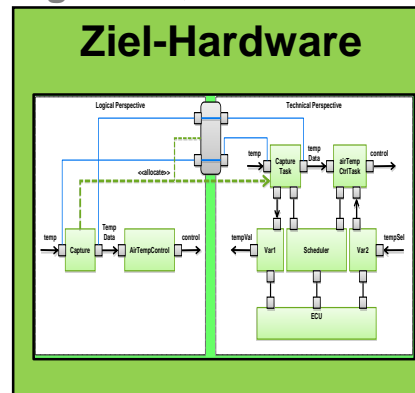 Ziel-Hardware
Logical Perspective
Technical Perspective
<<allocate>>
temp
Capture
Task
temp
Data
airTemp
CtrlTask
control
temp
Capture
Temp
Data
AirTempControl
control
tempVal
Var1
Scheduler
Var2
tempSel
ECU